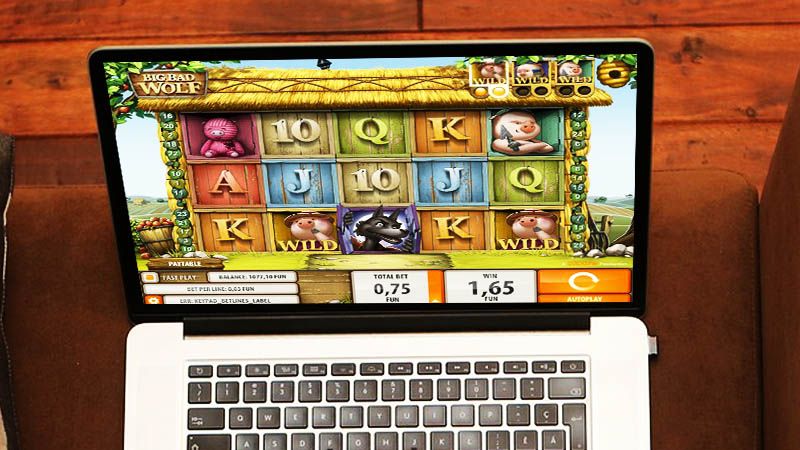 BIG BAD
WOLF
WILD WILD WILD
10 Q K
A J 10 J Q
K WILD K WILD
PAYTABLE
FAST PLAY BALANCE: 1077,10 FUN
BET PER LINE: 0,03 FUN
ERR: KEYPAD_BETLINES_LABEL
TOTAL BET
0,75
FUN
WIN
1,65
FUN
AUTOPLAY
Q W E R T Y U I O P